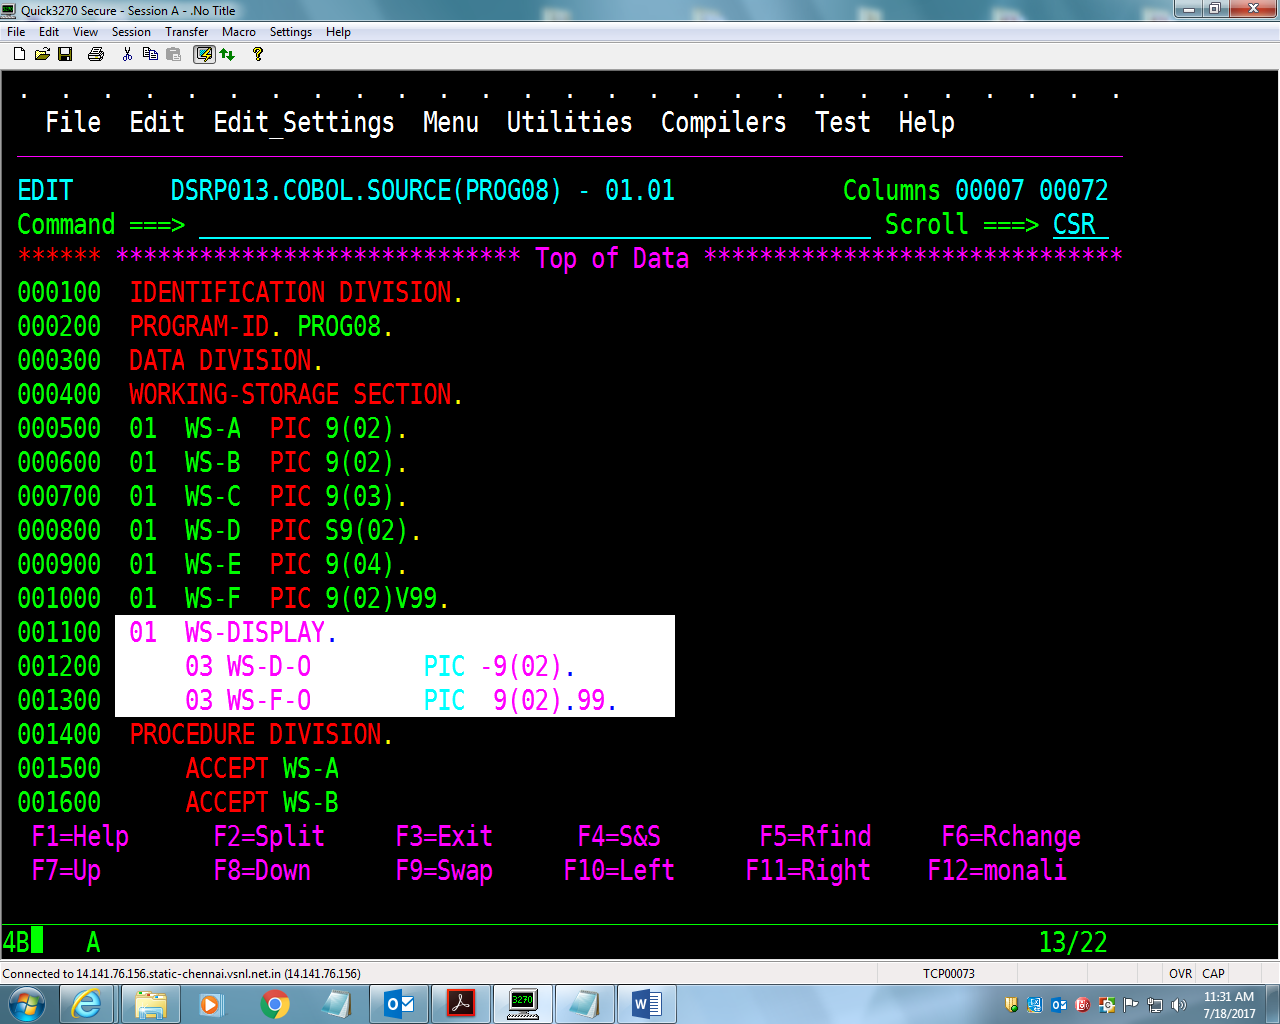 Quick3270 Secure - Session A - .No Title
File Edit View Session Transfer Macro Settings Help
. . . . . . . . . . . . . . . . . . . . . . . . . . .
File Edit Edit_Settings Menu Utilities Compilers Test Help
EDIT DSRP013.COBOL.SOURCE(PROG08) - 01.01 Columns 00007 00072
Command ===> Scroll ===> CSR
****** ***************************** Top of Data ******************************
000100 IDENTIFICATION DIVISION.
000200 PROGRAM-ID. PROG08.
000300 DATA DIVISION.
000400 WORKING-STORAGE SECTION.
000500 01 WS-A PIC 9(02).
000600 01 WS-B PIC 9(02).
000700 01 WS-C PIC 9(03).
000800 01 WS-D PIC S9(02).
000900 01 WS-E PIC 9(04).
001000 01 WS-F PIC 9(02)V99.
001100 01 WS-DISPLAY.
001200 03 WS-D-O PIC -9(02).
001300 03 WS-F-O PIC 9(02).99.
001400 PROCEDURE DIVISION.
001500 ACCEPT WS-A
001600 ACCEPT WS-B
F1=Help F2=Split F3=Exit F4=S&S F5=Rfind F6=Rchange
F7=Up F8=Down F9=Swap F10=Left F11=Right F12=monali
4B A 13/22
Connected to 14.141.76.156.static-chennai.vsnl.net.in (14.141.76.156) TCP00073 OVR CAP
3270
11:31 AM
7/18/2017